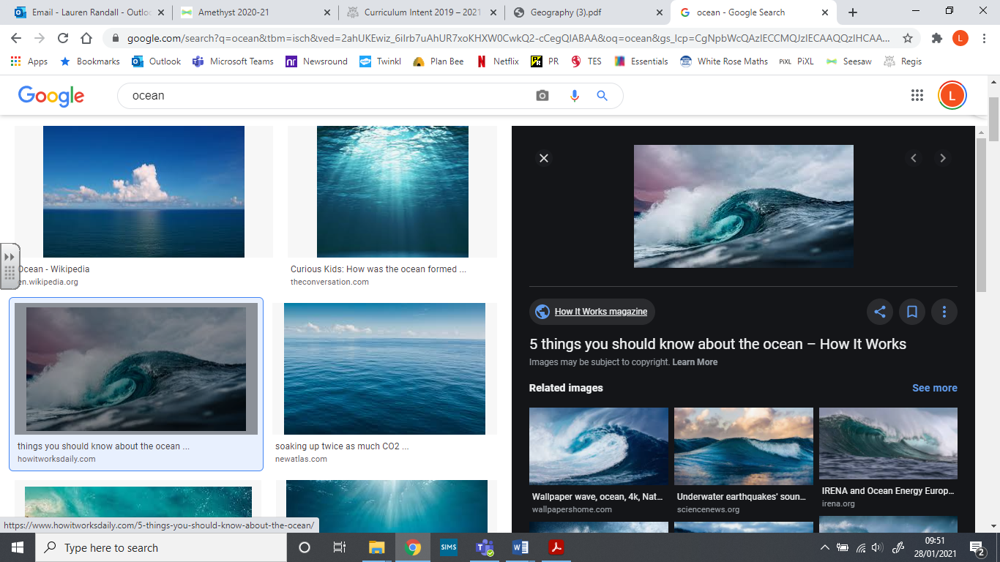 Email - Lauren Randall - Outloo
Amethyst 2020-21
Curriculum Intent 2019 – 2021
Geography (3).pdf
ocean - Google Search
google.com/search?q=ocean&tbm=isch&ved=2ahUKEwiz_6ilrb7uAhUR7xoKHXW0CwkQ2-cCegQIABAA&oq=ocean&gs_lcp=CgNpbWcQAzIECCMQJzIECAAQQzIHCAA...
L
Apps
Bookmarks
Outlook
Microsoft Teams
nr Newsround
Twinkl
Plan Bee
N Netflix
PR
TES
Essentials
White Rose Maths
PiXL PiXL
Seesaw
Regis
Google
ocean
L
Ocean - Wikipedia
en.wikipedia.org
Curious Kids: How was the ocean formed ...
theconversation.com
things you should know about the ocean ...
howitworksdaily.com
soaking up twice as much CO2 ...
newatlas.com
How It Works magazine
5 things you should know about the ocean – How It Works
Images may be subject to copyright. Learn More
Related images
See more
Wallpaper wave, ocean, 4k, Nat...
wallpapershome.com
Underwater earthquakes' soun...
sciencenews.org
IRENA and Ocean Energy Europ...
irena.org
https://www.howitworksdaily.com/5-things-you-should-know-about-the-ocean/
Type here to search
SIMS
09:51
28/01/2021
2